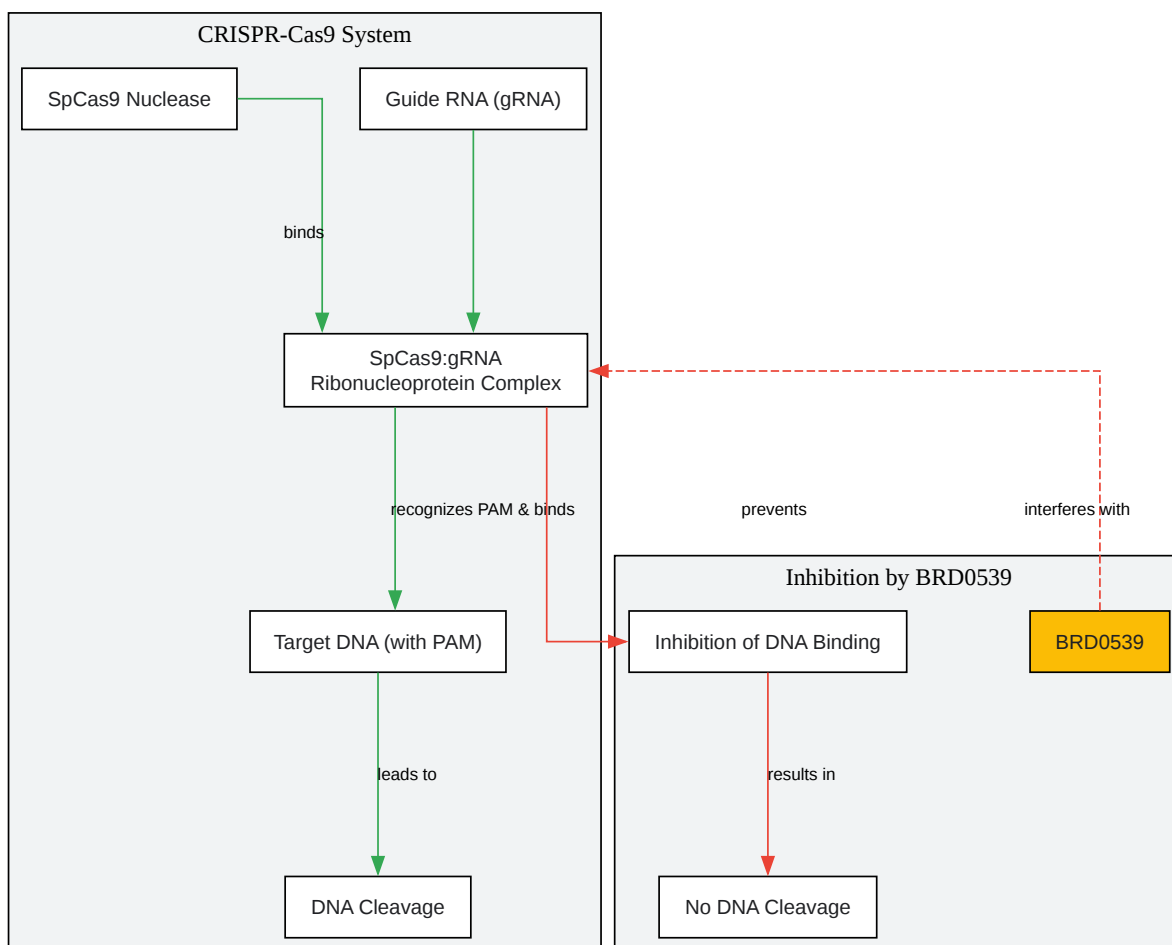 CRISPR-Cas9 System
SpCas9 Nuclease
Guide RNA (gRNA)
binds
SpCas9:gRNA
Ribonucleoprotein Complex
recognizes PAM & binds
prevents
interferes with
Inhibition by BRD0539
Target DNA (with PAM)
Inhibition of DNA Binding
BRD0539
leads to
results in
DNA Cleavage
No DNA Cleavage